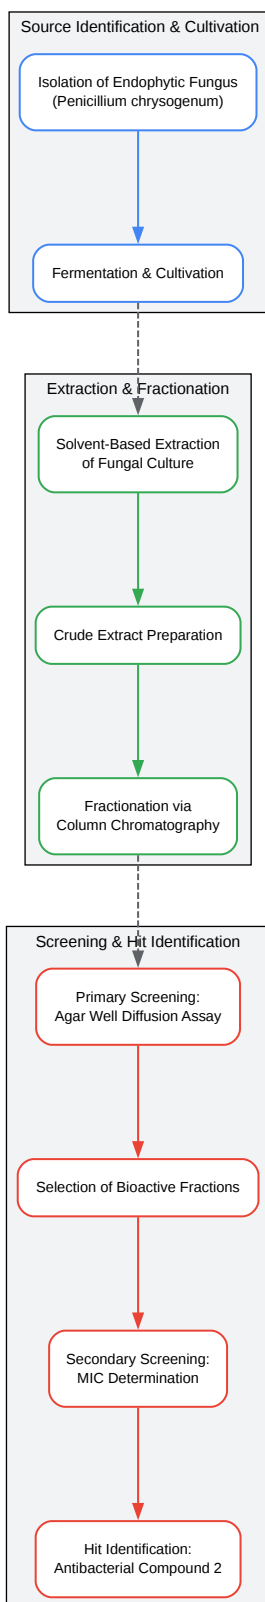 Source Identification & Cultivation
Isolation of Endophytic Fungus
(Penicillium chrysogenum)
Fermentation & Cultivation
Extraction & Fractionation
Solvent-Based Extraction
of Fungal Culture
Crude Extract Preparation
Fractionation via
Column Chromatography
Screening & Hit Identification
Primary Screening:
Agar Well Diffusion Assay
Selection of Bioactive Fractions
Secondary Screening:
MIC Determination
Hit Identification:
Antibacterial Compound 2